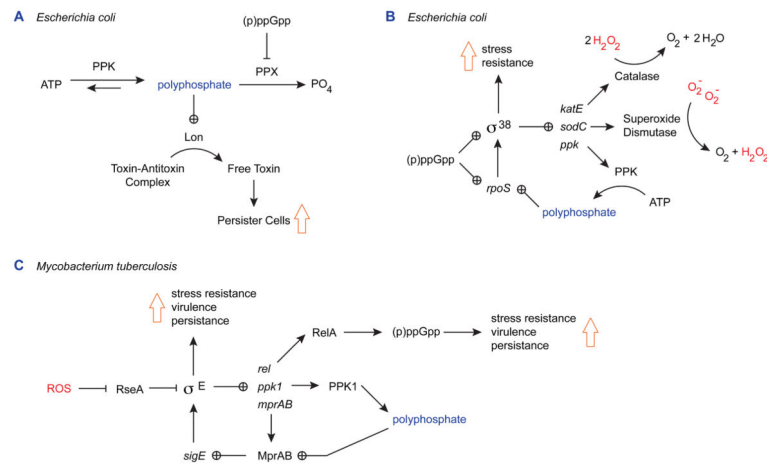 A Escherichia coli
(p)ppGpp
PPK
PPX
ATP
polyphosphate
PO4
Lon
Toxin-Antitoxin
Complex
Free Toxin
Persister Cells
B Escherichia coli
2 H2O2
O2 + 2H2O
stress
resistance
Catalase
katE
O2- O2-
σ38
sodC
Superoxide
Dismutase
ppk
(p)ppGpp
O2 + H2O2
PPK
rpoS
polyphosphate
ATP
C Mycobacterium tuberculosis
stress resistance
virulence
persistance
RelA
(p)ppGpp
stress resistance
virulence
persistance
rel
ROS
RseA
σ E
ppk1
PPK1
mprAB
polyphosphate
sigE
MprAB